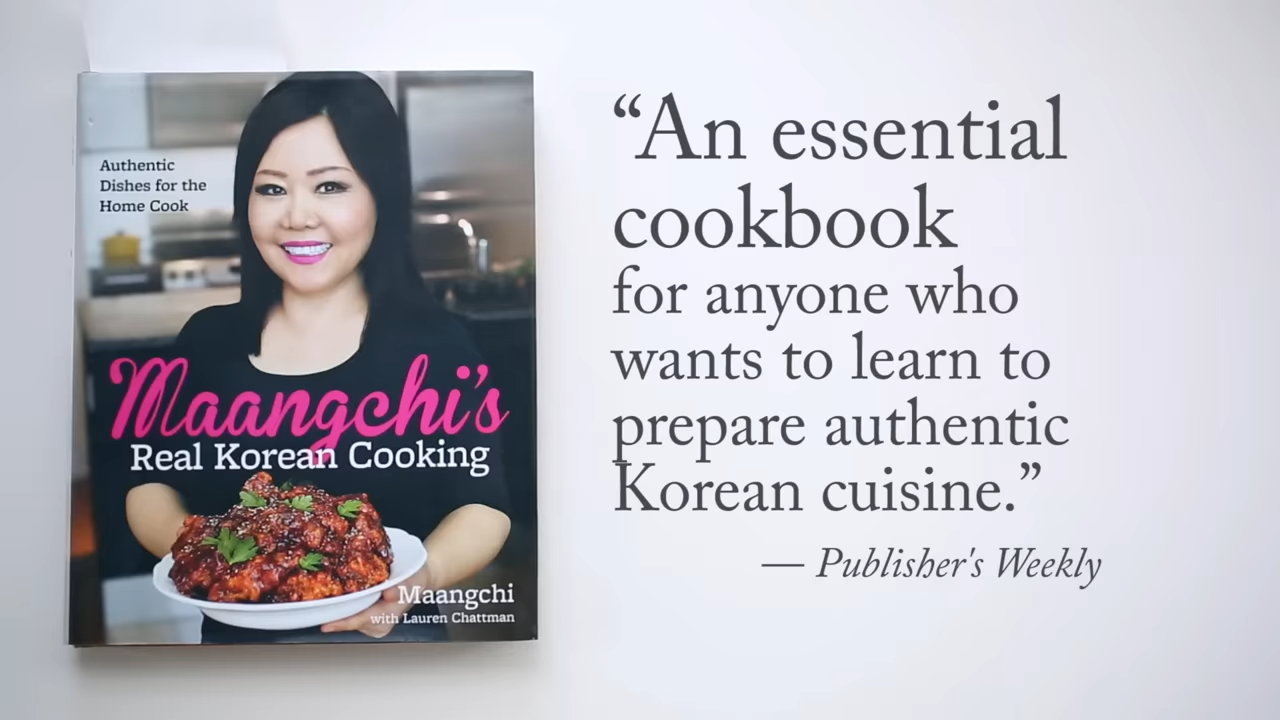 Authentic
Dishes for the
Home Cook
Maangchi's
Real Korean Cooking
Maangchi
with Lauren Chattman
“An essential
cookbook
for anyone who
wants to learn to
prepare authentic
Korean cuisine.”
— Publisher's Weekly